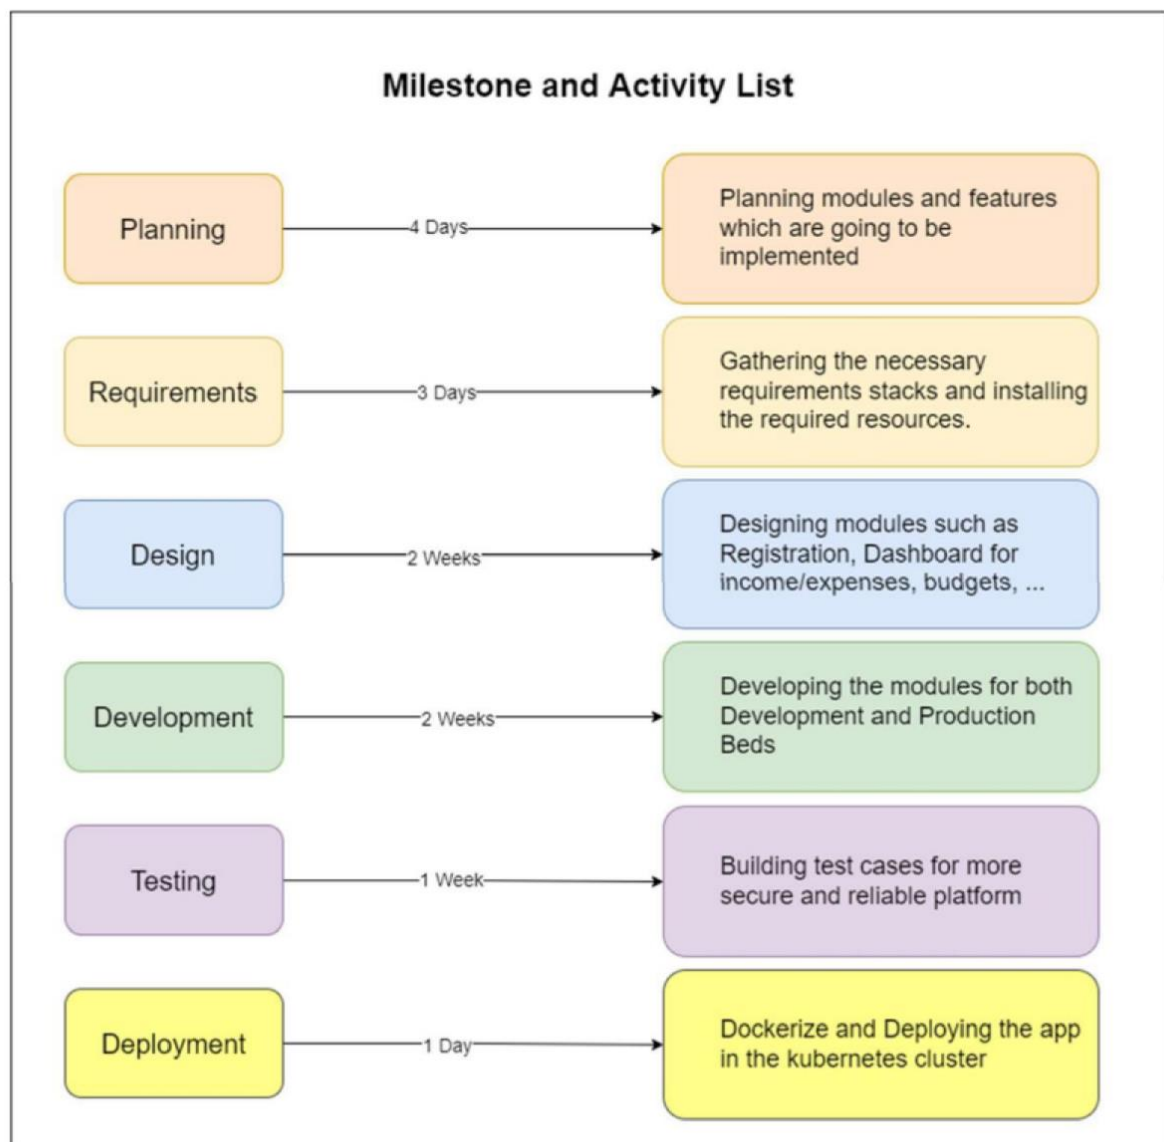 Milestone and Activity List
Planning
4 Days
Planning modules and features
which are going to be
implemented
Requirements
3 Days
Gathering the necessary
requirements stacks and installing
the required resources.
Design
2 Weeks
Designing modules such as
Registration, Dashboard for
income/expenses, budgets, ...
Development
2 Weeks
Developing the modules for both
Development and Production
Beds
Testing
1 Week
Building test cases for more
secure and reliable platform
Deployment
1 Day
Dockerize and Deploying the app
in the kubernetes cluster